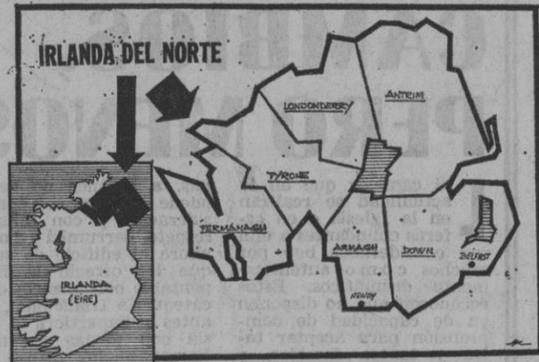 IRLANDA DEL NORTE
LONDONDERRY
ANTRIM
TYRONE
FERMANAGH
ARMAGH
DOWN
BELFAST
NEWRY
IRLANDA
(EIRE)